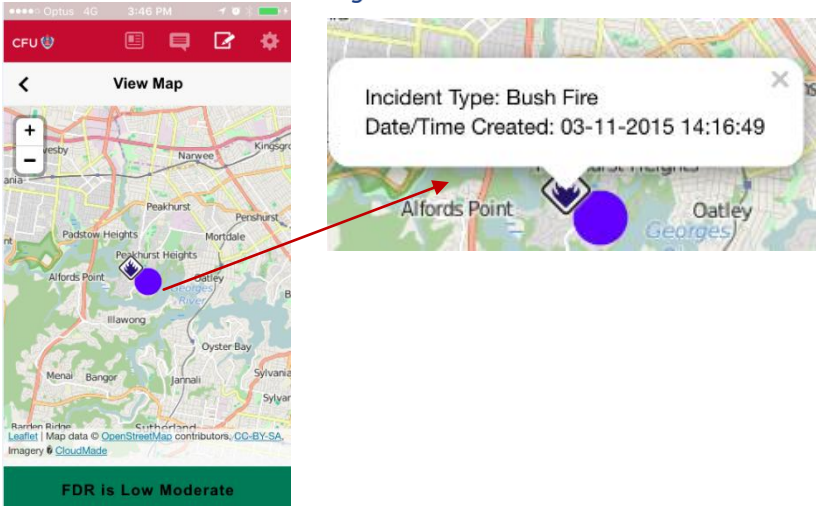 Optus 4G 3:46 PM
CFU
View Map
+
−
Narwee
Kingsgro
Peakhurst
Penshurst
Padstow Heights
Mortdale
Peakhurst Heights
Alfords Point
Oatley
Georges
River
Illawong
Oyster Bay
Menai
Bangor
Jannali
Sylvania
Sylvan
Barden Ridge
Sutherland
Leaflet | Map data © OpenStreetMap contributors, CC-BY-SA,
Imagery © CloudMade
FDR is Low Moderate
Incident Type: Bush Fire
Date/Time Created: 03-11-2015 14:16:49
×
Alfords Point
Oatley
Georges